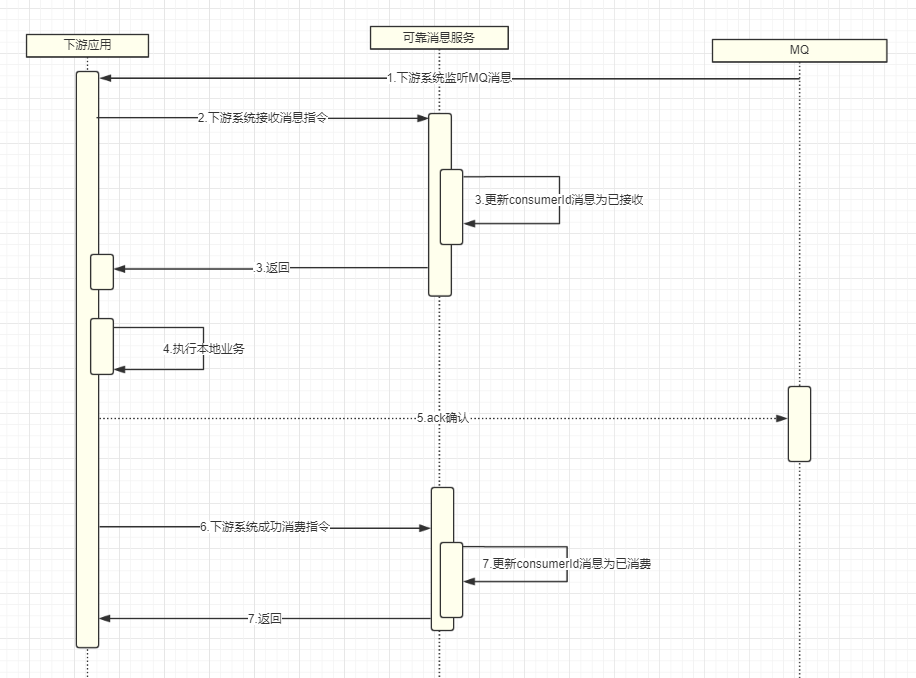 下游应用
可靠消息服务
MQ
1.下游系统监听MQ消息
2.下游系统接收消息指令
3.更新consumerId消息为已接收
3.返回
4.执行本地业务
5.ack确认
6.下游系统成功消费指令
7.更新consumerId消息为已消费
7.返回